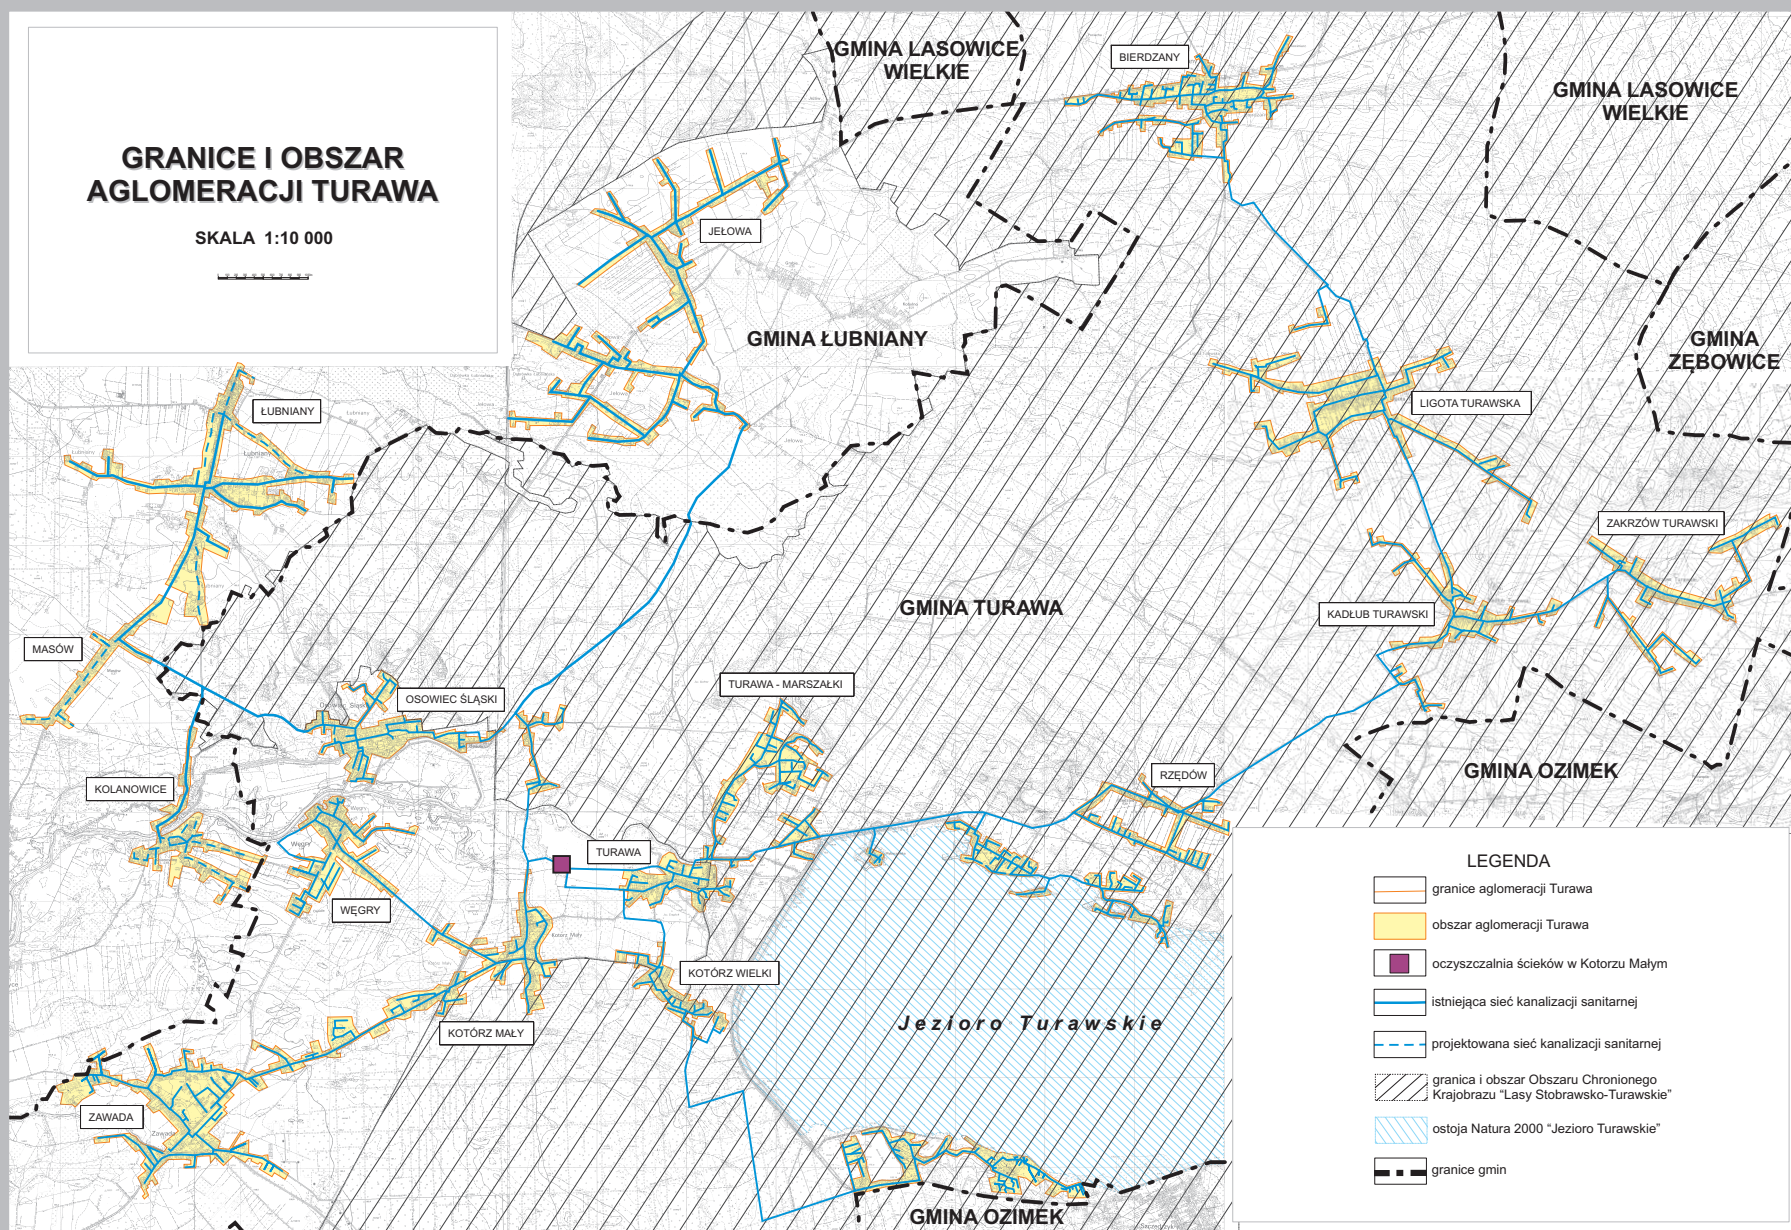 GRANICE I OBSZAR
AGLOMERACJI TURAWA
SKALA 1:10 000
GMINA LASOWICE
WIELKIE
BIERDZANY
GMINA LASOWICE
WIELKIE
JEŁOWA
GMINA ŁUBNIANY
GMINA
ZĘBOWICE
ŁUBNIANY
LIGOTA TURAWSKA
ZAKRZÓW TURAWSKI
GMINA TURAWA
KADŁUB TURAWSKI
MASÓW
TURAWA - MARSZAŁKI
OSOWIEC ŚLĄSKI
GMINA OZIMEK
RZĘDÓW
KOLANOWICE
TURAWA
WĘGRY
KOTÓRZ WIELKI
KOTÓRZ MAŁY
Jezioro Turawskie
ZAWADA
GMINA OZIMEK
LEGENDA
granice aglomeracji Turawa
obszar aglomeracji Turawa
oczyszczalnia ścieków w Kotorzu Małym
istniejąca sieć kanalizacji sanitarnej
projektowana sieć kanalizacji sanitarnej
granica i obszar Obszaru Chronionego
Krajobrazu "Lasy Stobrawsko-Turawskie"
ostoja Natura 2000 "Jezioro Turawskie"
granice gmin